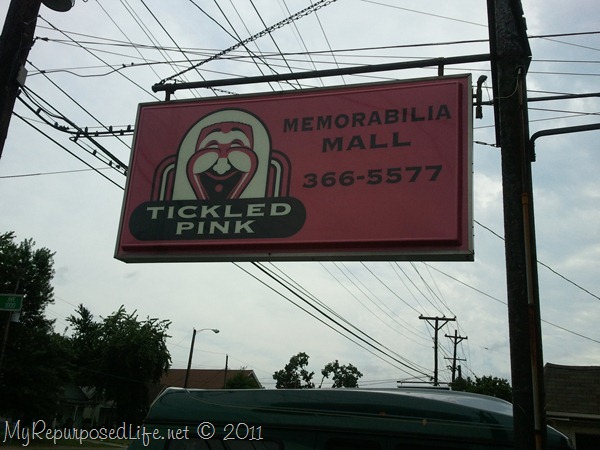 MEMORABILIA
MALL
366-5577
TICKLED
PINK
MyRepurposedLife.net © 2011